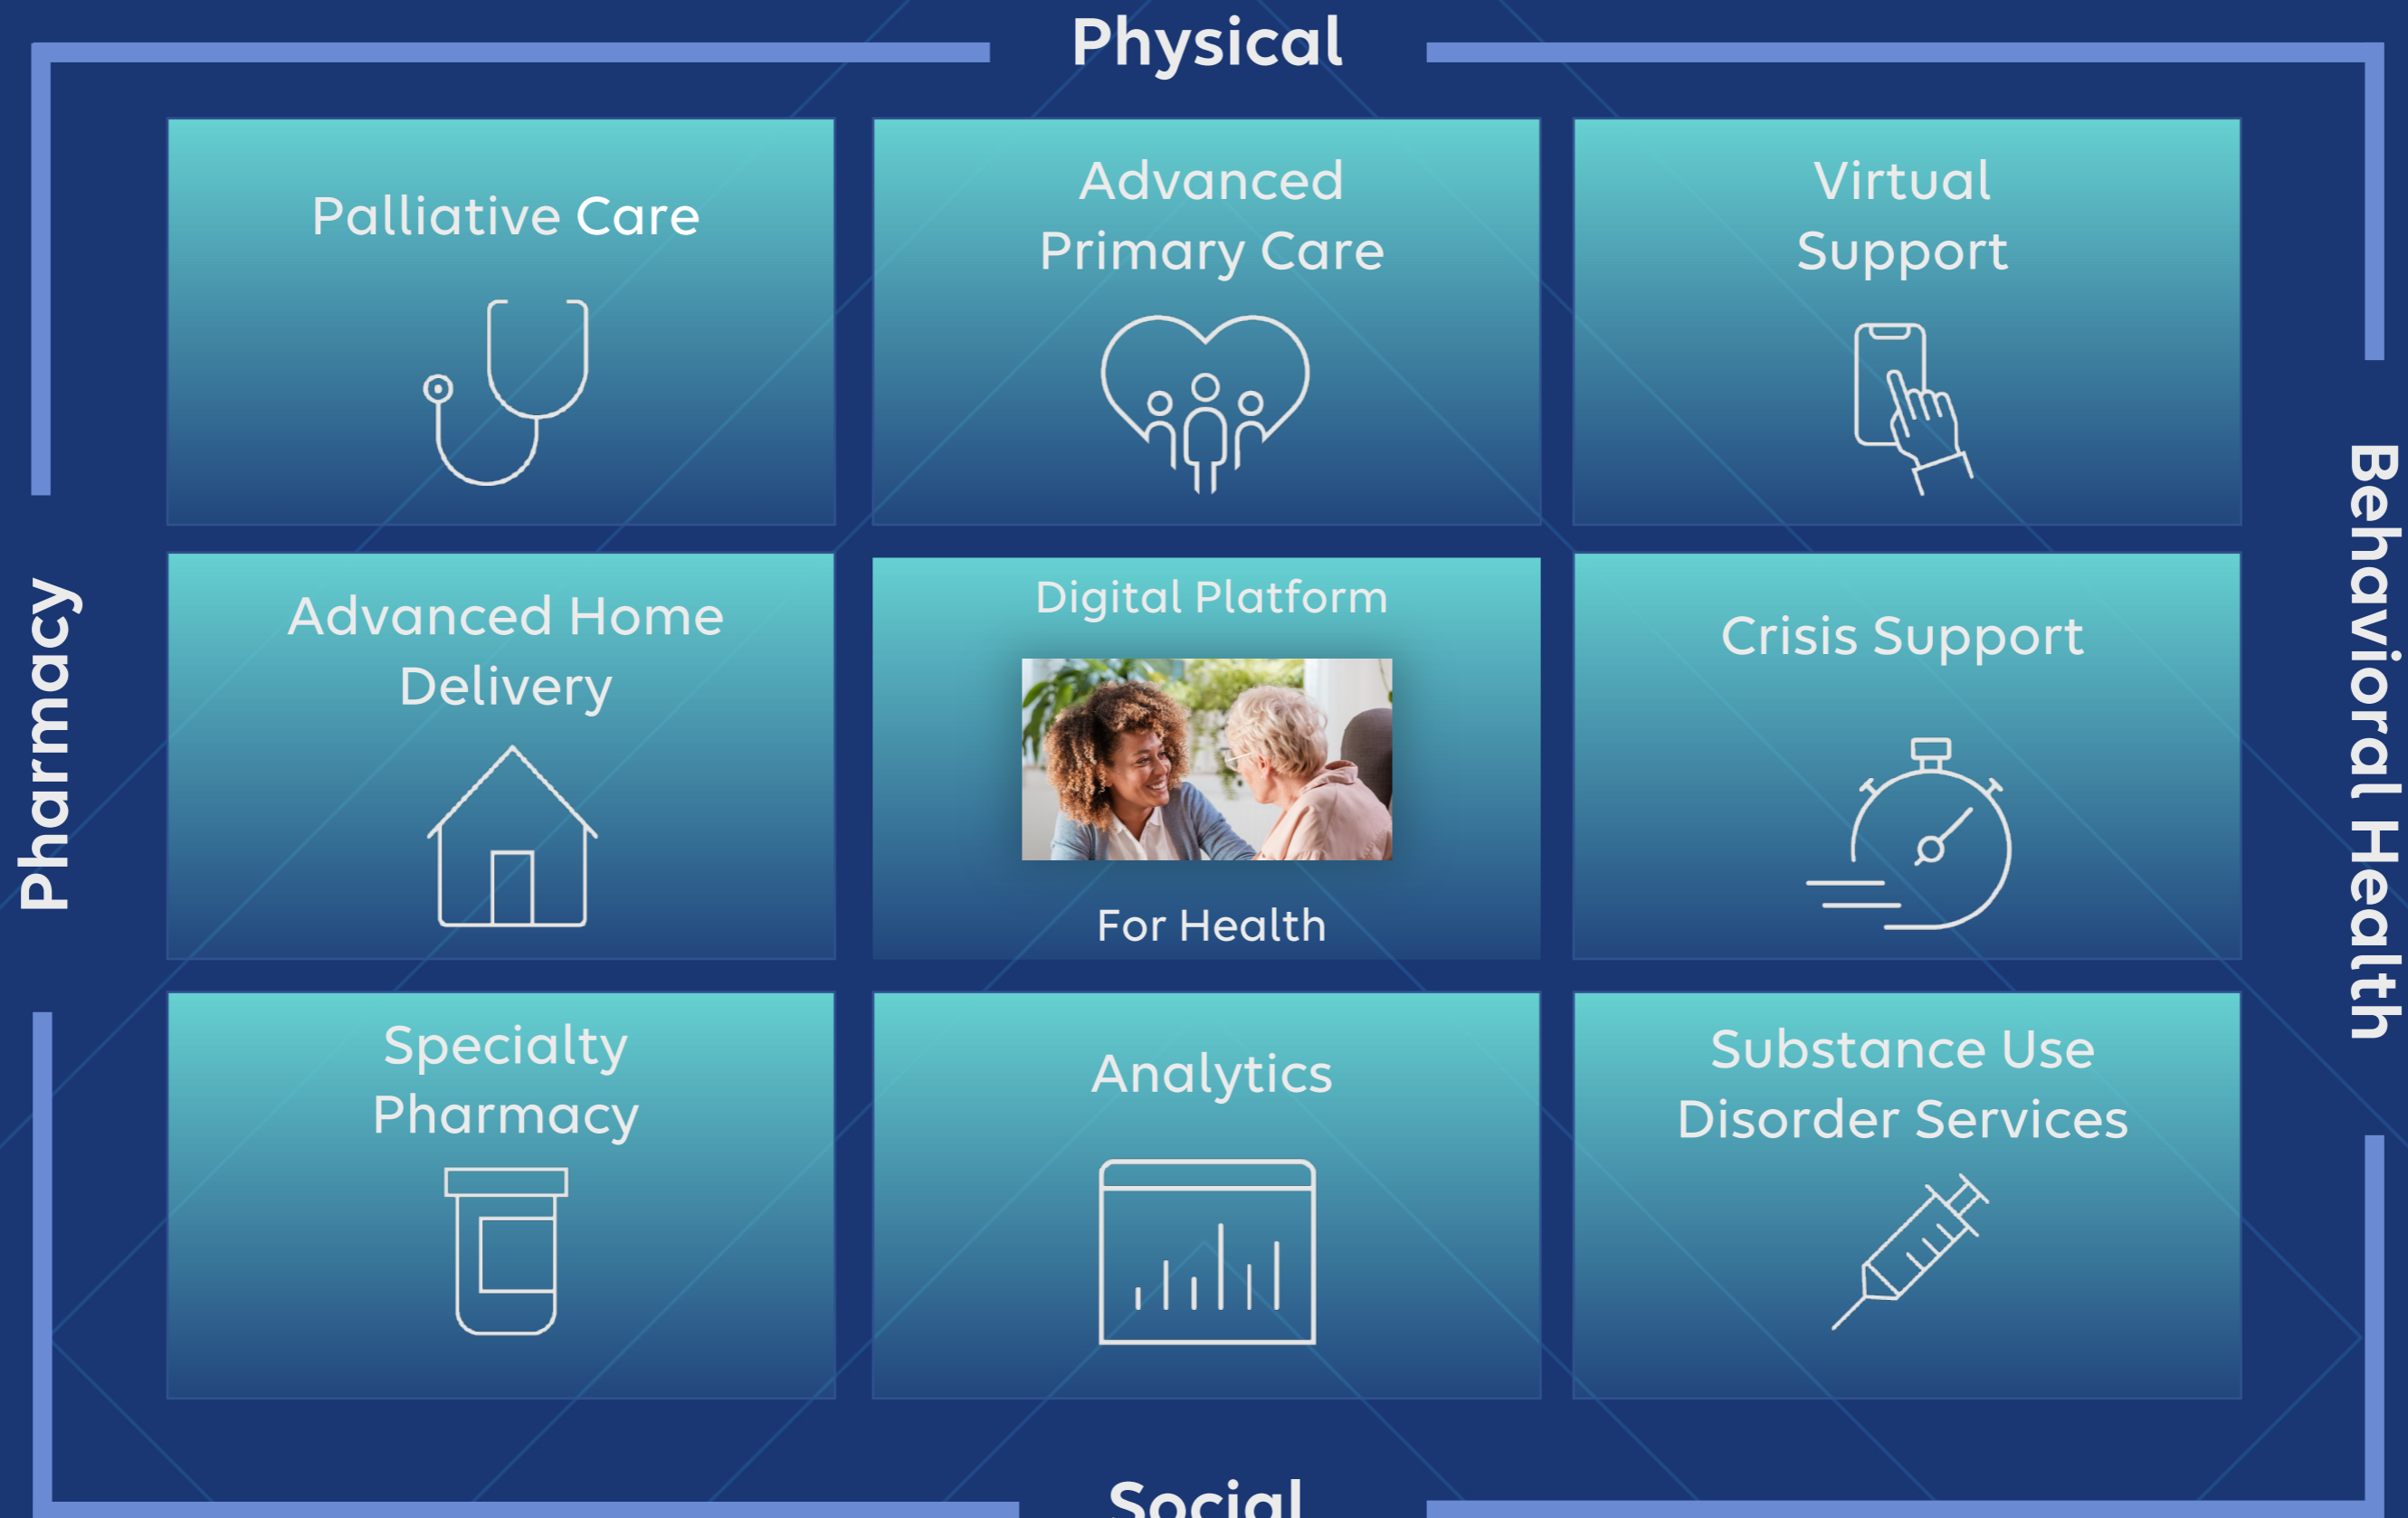 Physical
Palliative Care
Advanced
Primary Care
Virtual
Support
Pharmacy
Advanced Home
Delivery
Digital Platform
For Health
Crisis Support
Behavioral Health
Specialty
Pharmacy
Analytics
Substance Use
Disorder Services
Social